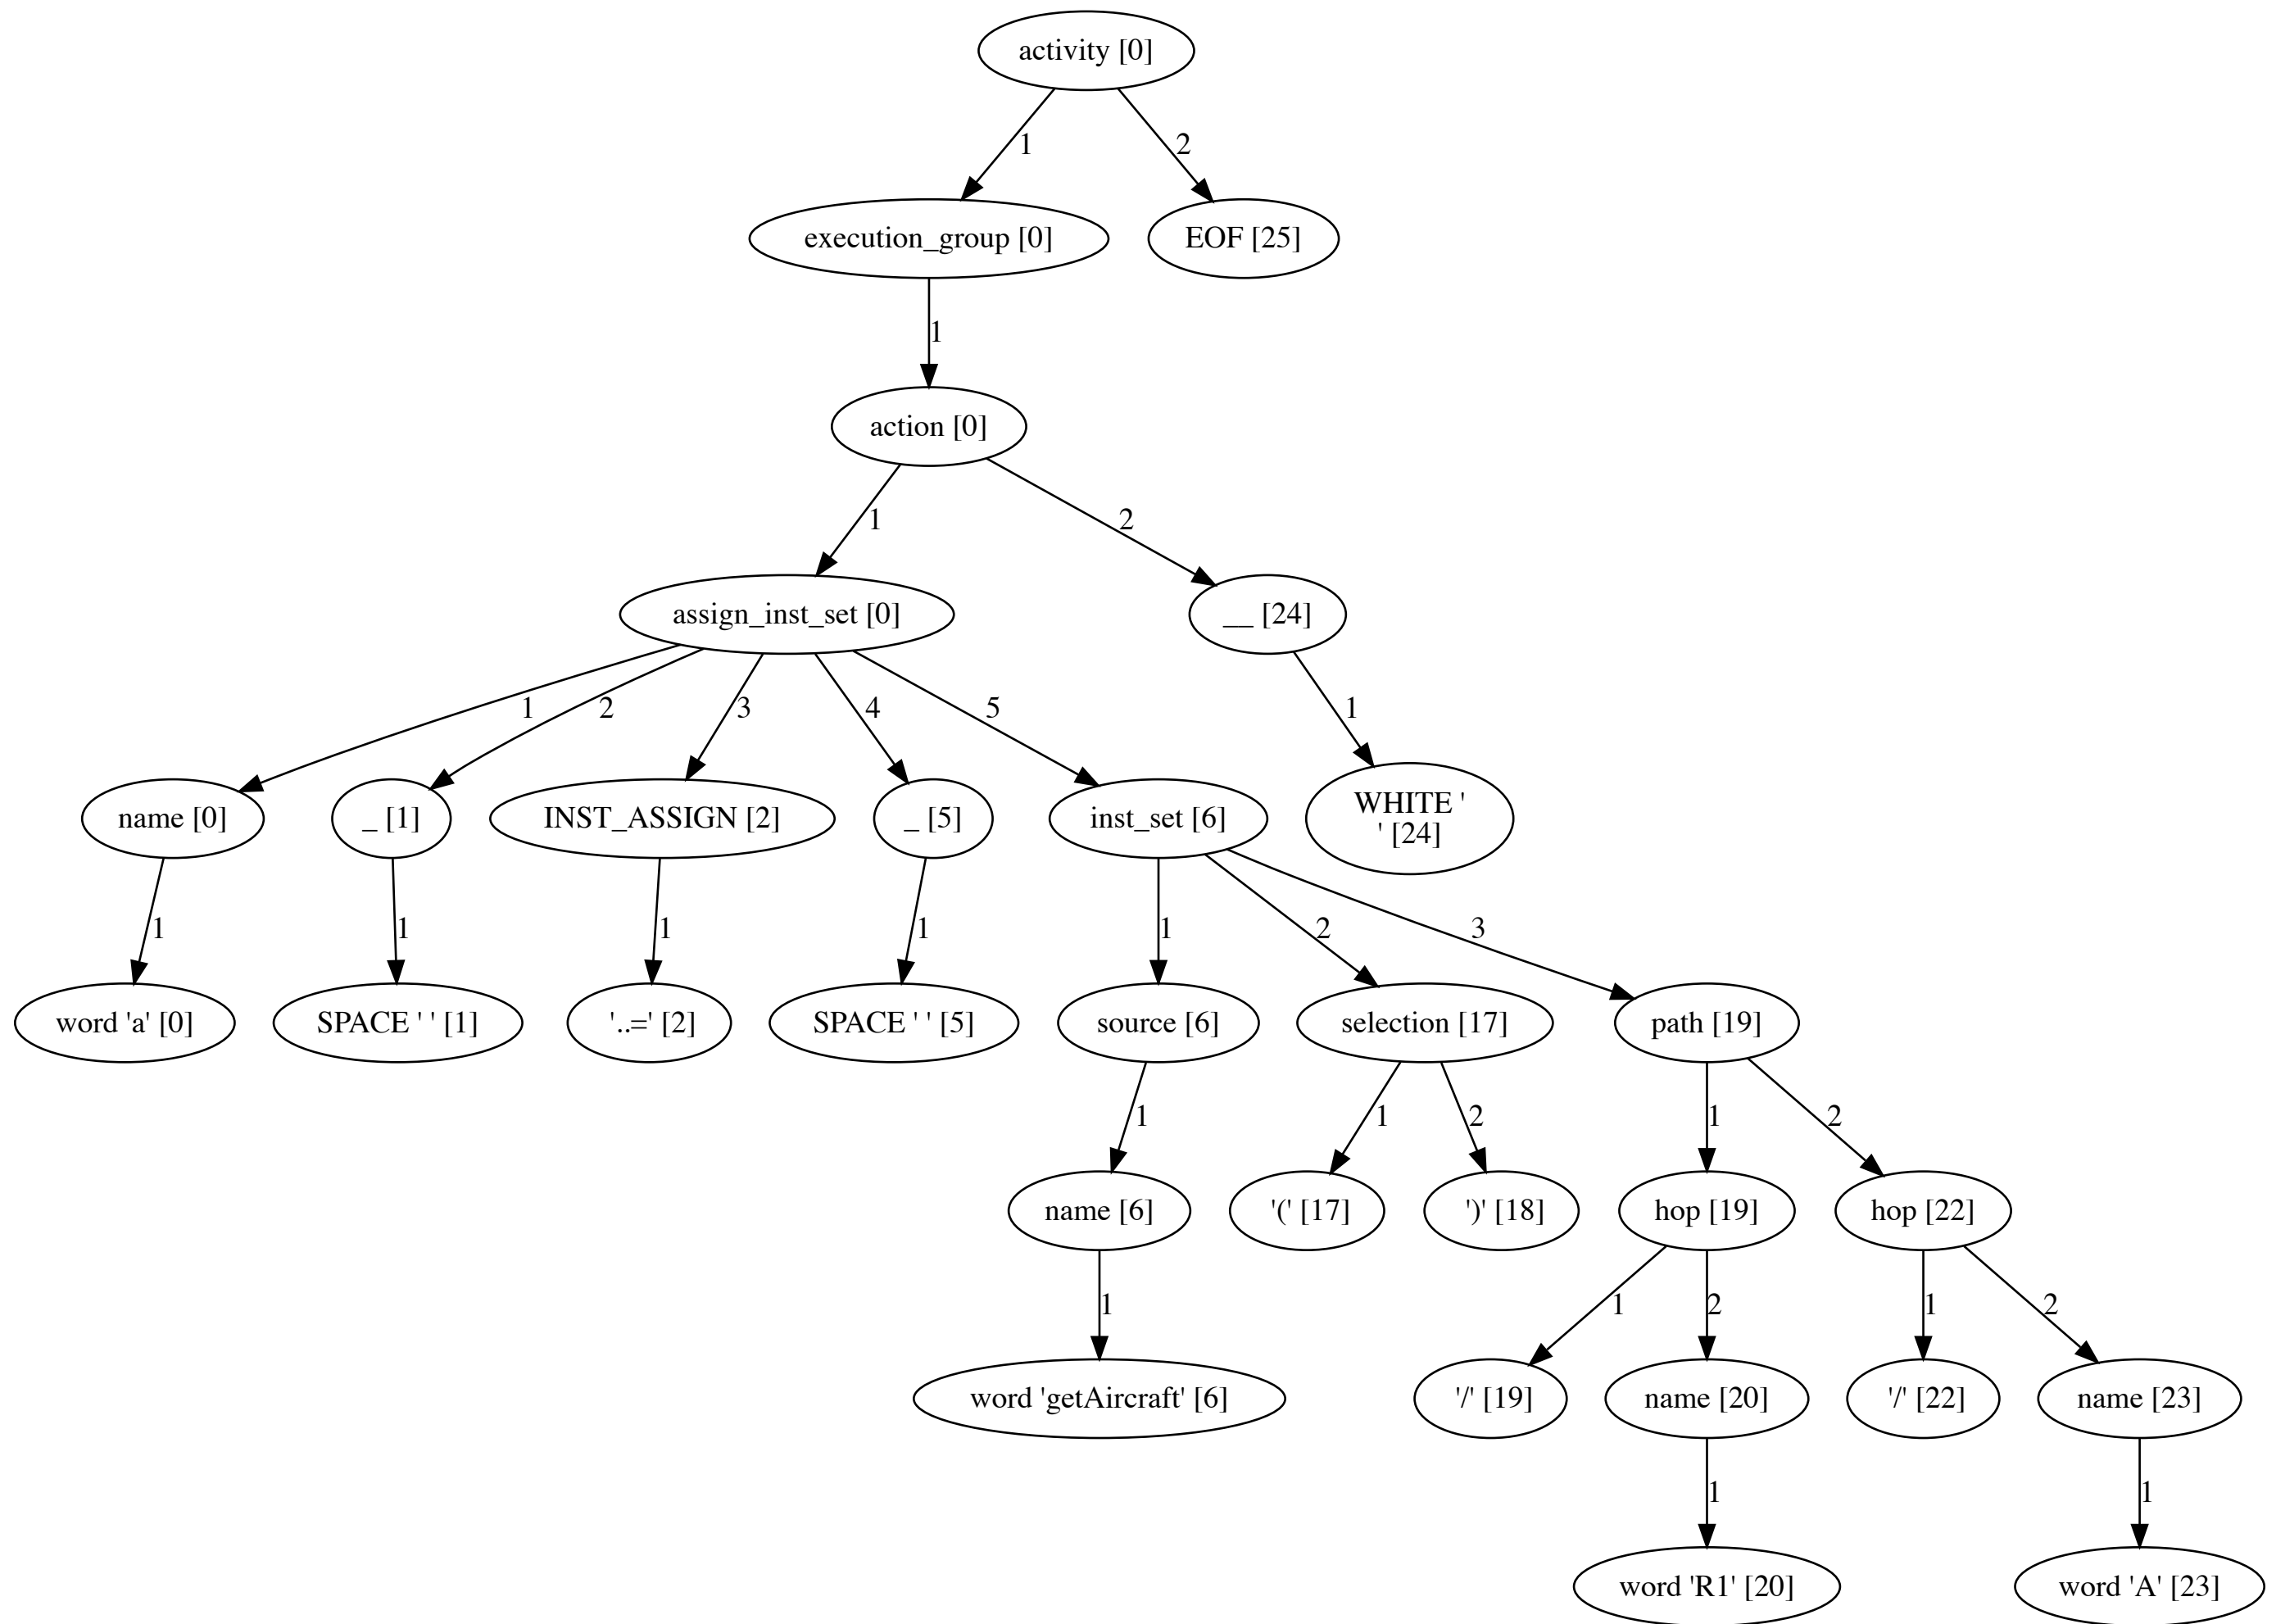 activity [0]
1
2
execution_group [0]
EOF [25]
1
action [0]
1
2
assign_inst_set [0]
__ [24]
1
2
3
4
5
1
name [0]
_ [1]
INST_ASSIGN [2]
_ [5]
inst_set [6]
WHITE '
' [24]
1
1
1
1
1
2
3
word 'a' [0]
SPACE ' ' [1]
'..=' [2]
SPACE ' ' [5]
source [6]
selection [17]
path [19]
1
1
2
1
2
name [6]
'(' [17]
')' [18]
hop [19]
hop [22]
1
1
2
1
2
word 'getAircraft' [6]
'/' [19]
name [20]
'/' [22]
name [23]
1
1
word 'R1' [20]
word 'A' [23]